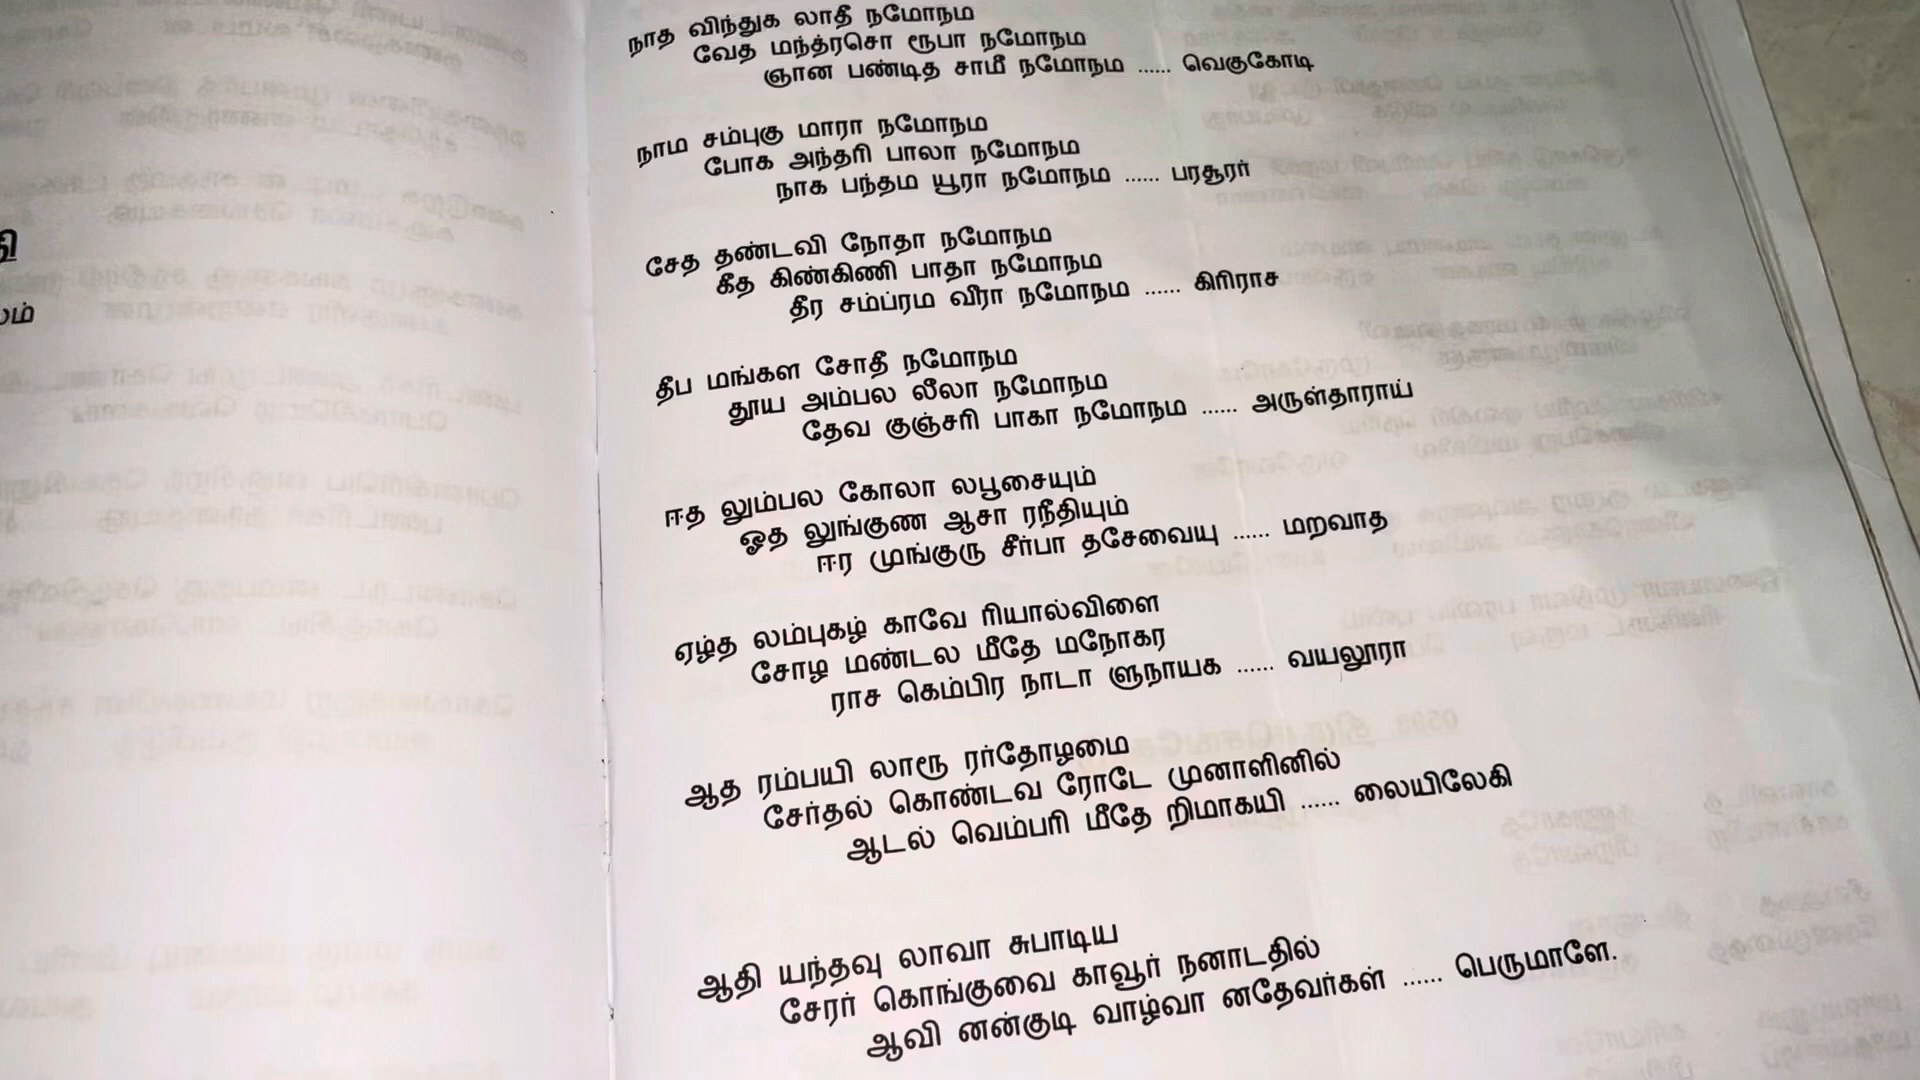 நாத விந்துக லாதீ நமோநம
வேத மந்த்ரசொ ரூபா நமோநம
ஞான பண்டித சாமீ நமோநம ...... வெகுகோடி
நாம சம்புகு மாரா நமோநம
போக அந்தரி பாலா நமோநம
நாக பந்தம யூரா நமோநம ...... பரசூரர்
சேத தண்டவி நோதா நமோநம
கீத கிண்கிணி பாதா நமோநம
தீர சம்ப்ரம வீரா நமோநம ...... கிரிராச
தீப மங்கள சோதீ நமோநம
தூய அம்பல லீலா நமோநம
தேவ குஞ்சரி பாகா நமோநம ...... அருள்தாராய்
ஈத லும்பல கோலா லபூசையும்
ஓத லுங்குண ஆசா ரநீதியும்
ஈர முங்குரு சீர்பா தசேவையு ...... மறவாத
ஏழ்த லம்புகழ் காவே ரியால்விளை
சோழ மண்டல மீதே மநோகர
ராச கெம்பிர நாடா ளுநாயக ...... வயலூரா
ஆத ரம்பயி லாரூ ரர்தோழமை
சேர்தல் கொண்டவ ரோடே முனாளினில்
ஆடல் வெம்பரி மீதே றிமாகயி ...... லையிலேகி
ஆதி யந்தவு லாவா சுபாடிய
சேரர் கொங்குவை காவூர் நனாடதில்
ஆவி னன்குடி வாழ்வா னதேவர்கள் ...... பெருமாளே.